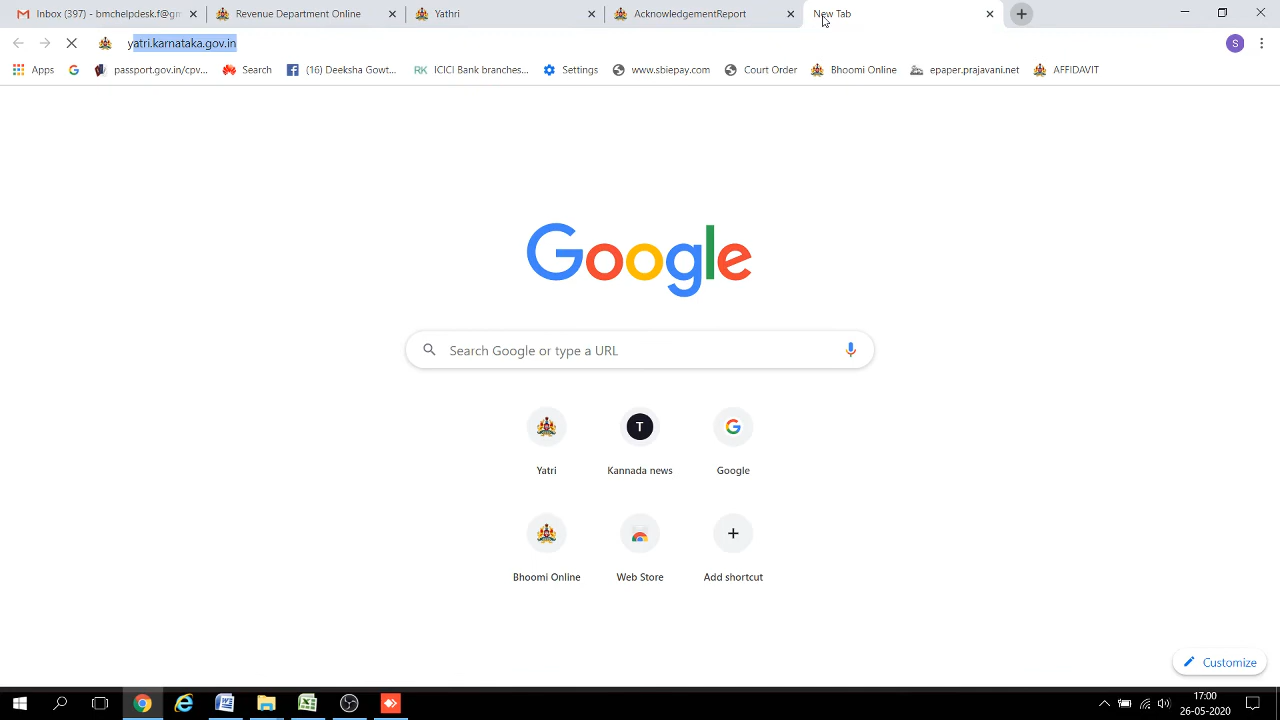 Inbox (397) - bmchelpdesk.f@gm
Revenue Department Online
Yathri
AcknowledgementReport
New Tab
yatri.karnataka.gov.in
S
Apps
passport.gov.in/cpv...
Search
(16) Deeksha Gowt...
RK ICICI Bank branches...
Settings
www.sbiepay.com
Court Order
Bhoomi Online
epaper.prajavani.net
AFFIDAVIT
Google
Search Google or type a URL
T
Yatri
Kannada news
Google
Bhoomi Online
Web Store
Add shortcut
Customize
17:00
26-05-2020